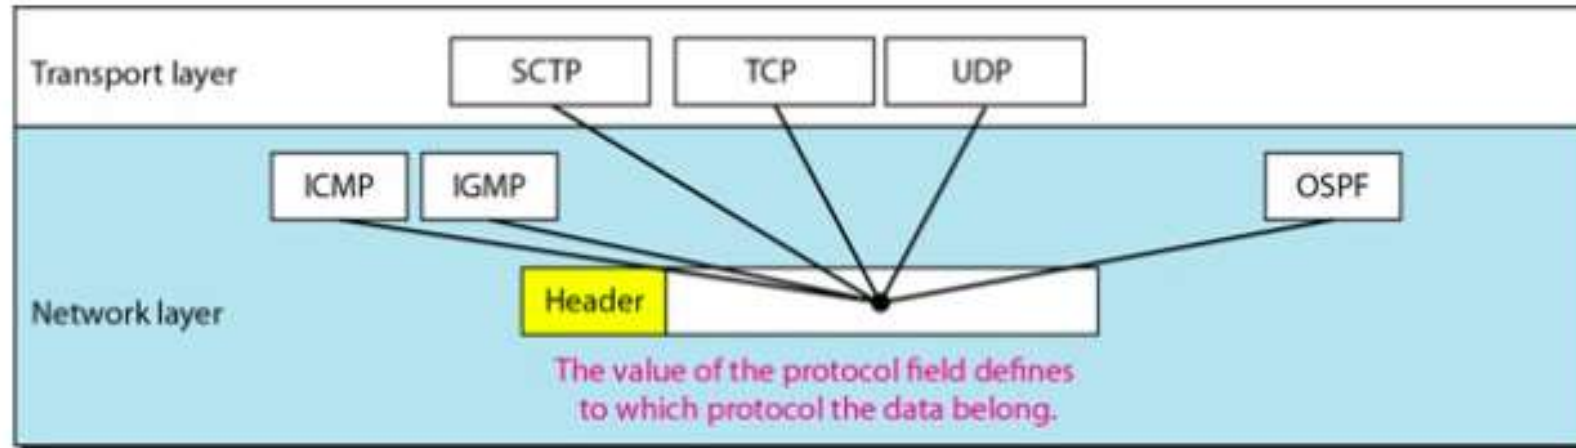 Transport layer
SCTP
TCP
UDP
ICMP
IGMP
OSPF
Network layer
Header
The value of the protocol field defines
to which protocol the data belong.